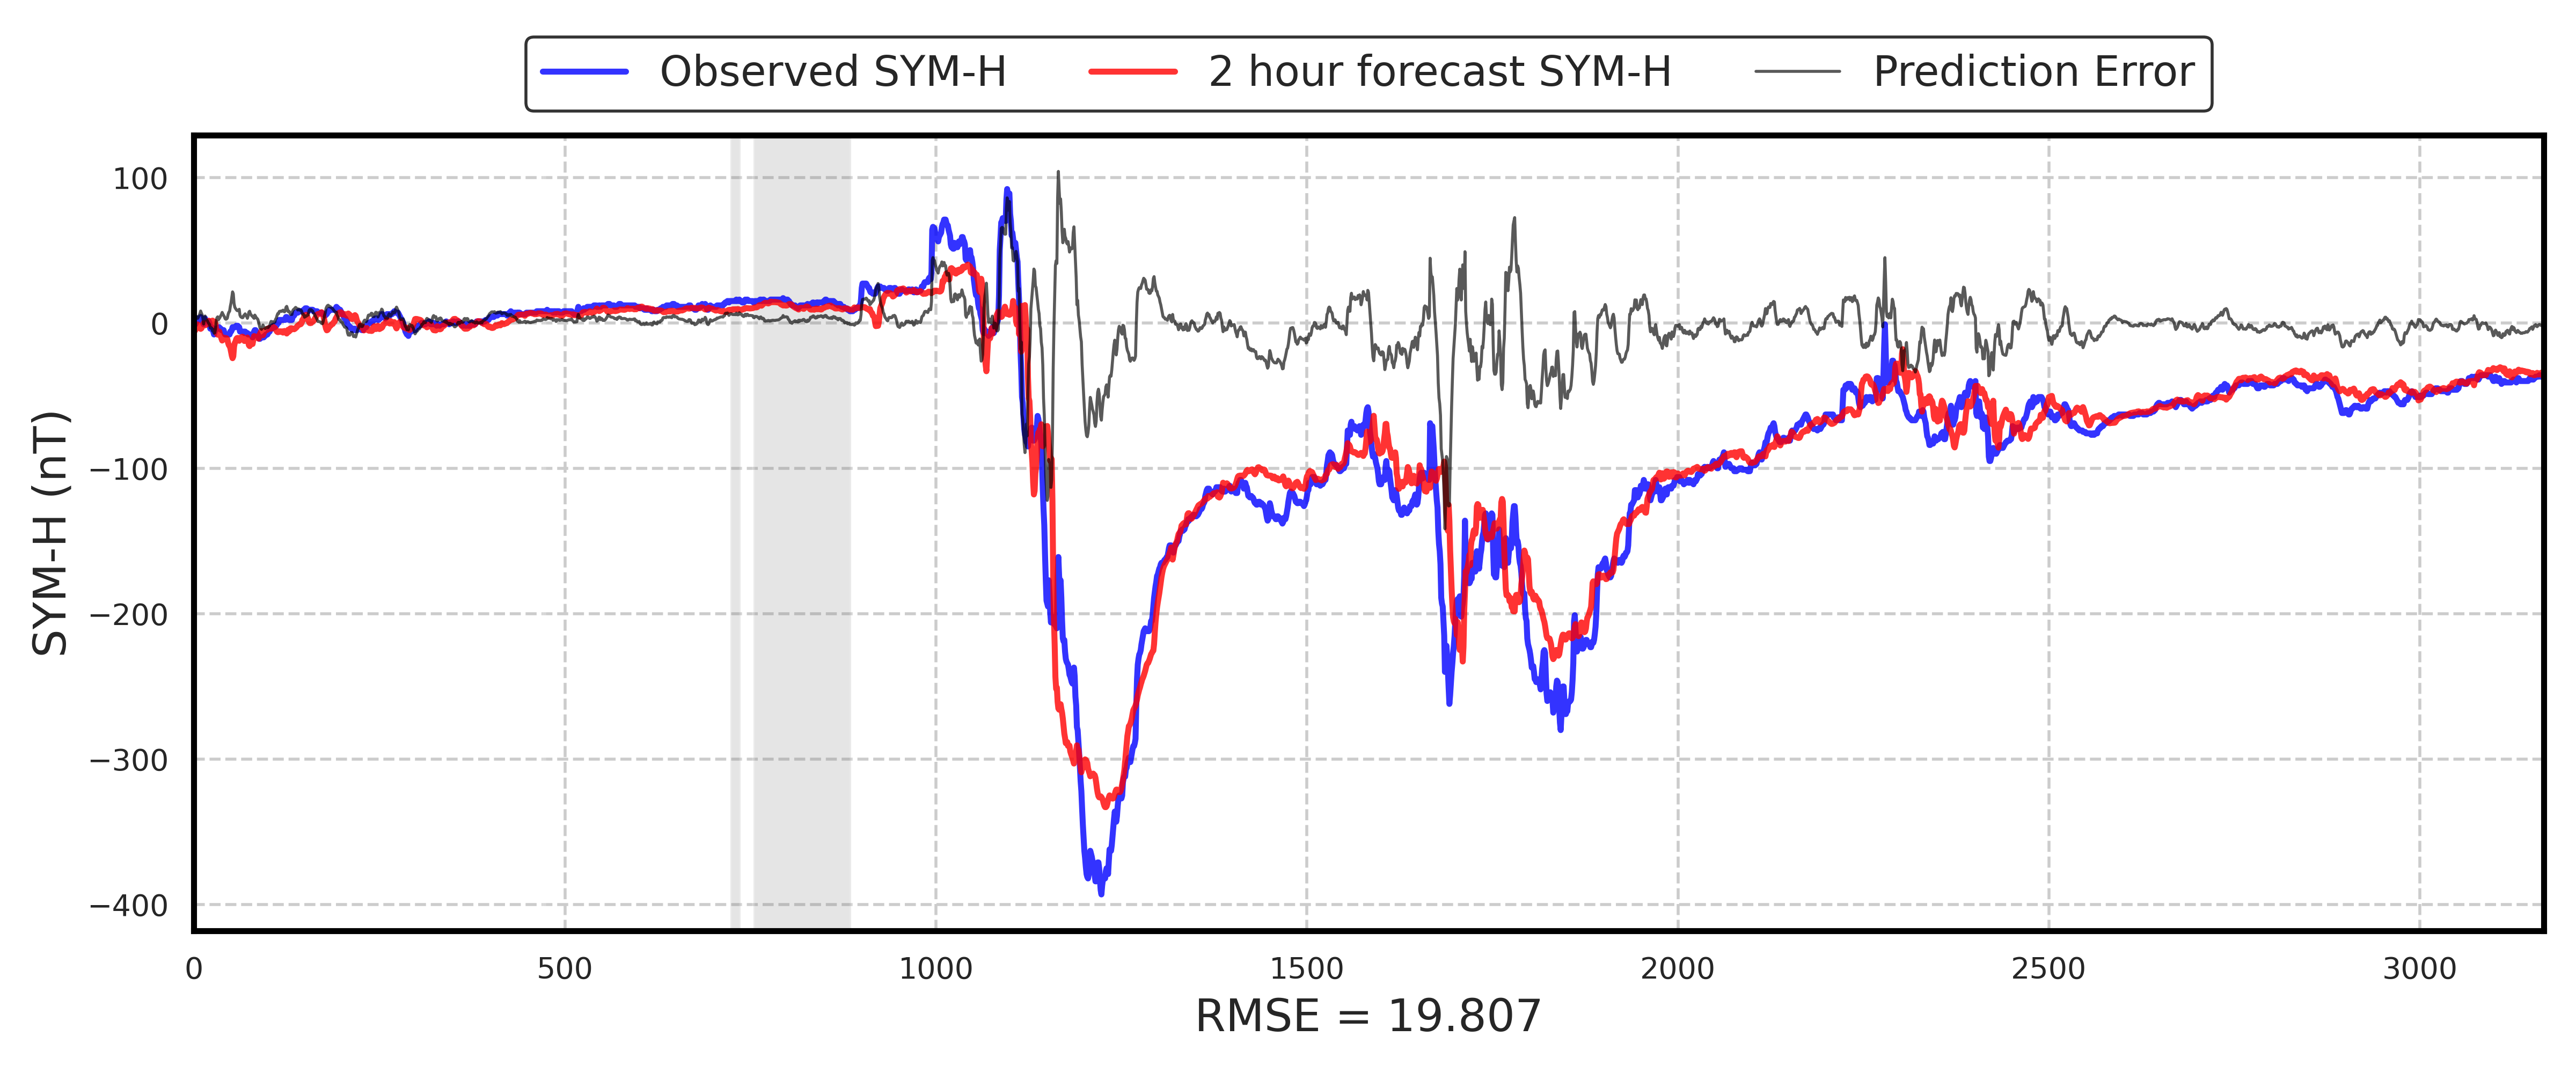 Observed SYM-H 2 hour forecast SYM-H Prediction Error
SYM-H (nT)
100
0
−100
−200
−300
−400
0 500 1000 1500 2000 2500 3000
RMSE = 19.807